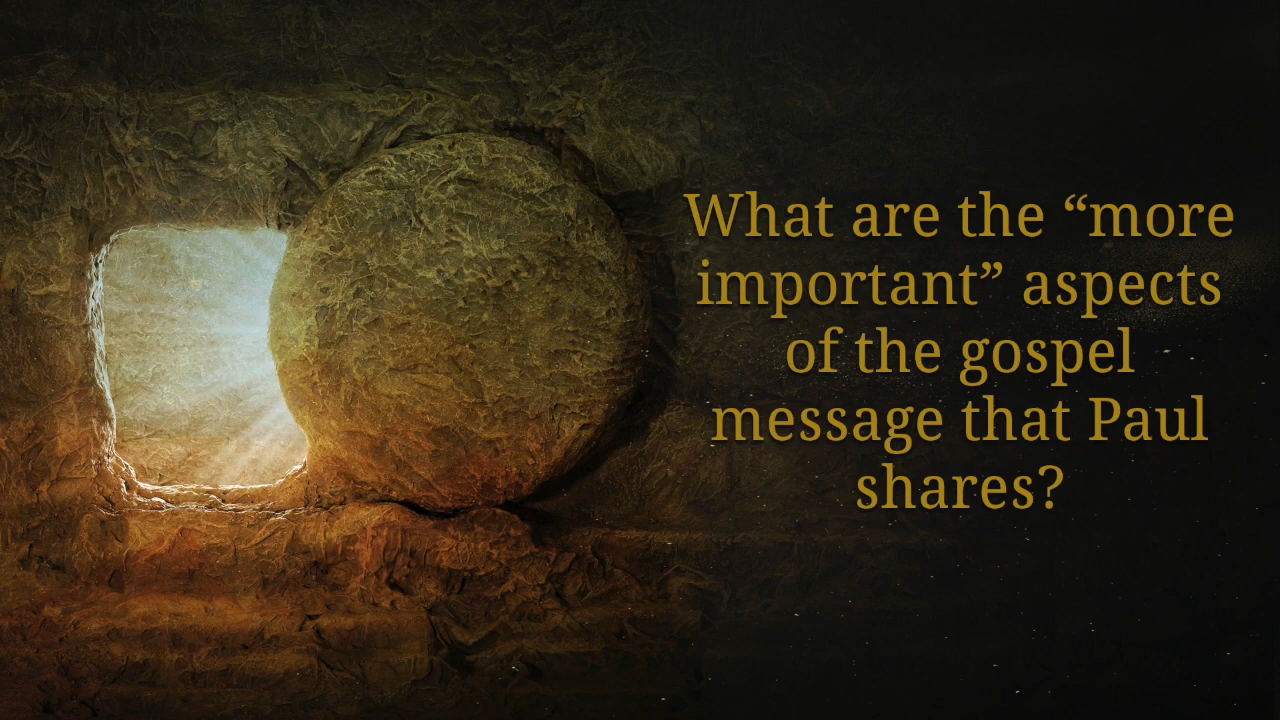 What are the “more
important” aspects
of the gospel
message that Paul
shares?